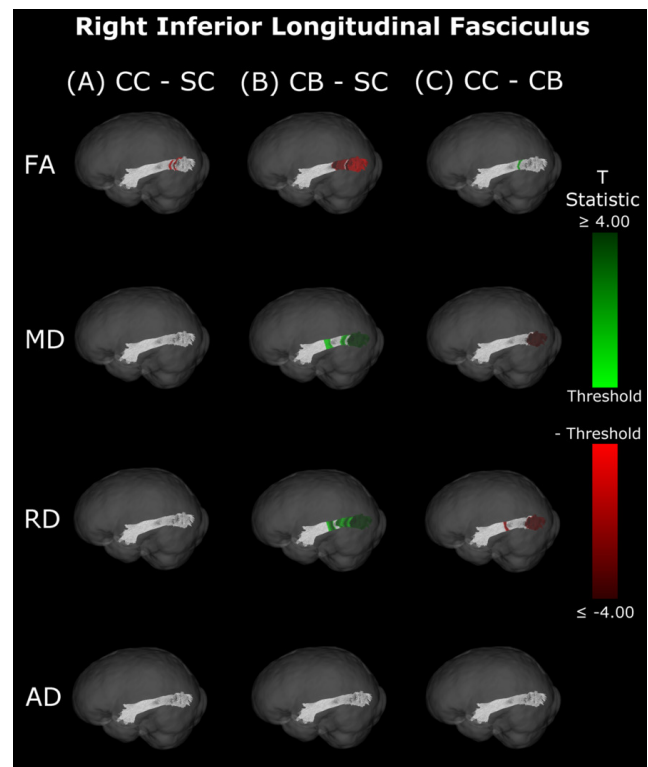 Right Inferior Longitudinal Fasciculus
(A) CC - SC (B) CB - SC (C) CC - CB
FA
T
Statistic
≥ 4.00
MD
Threshold
- Threshold
RD
≤ -4.00
AD